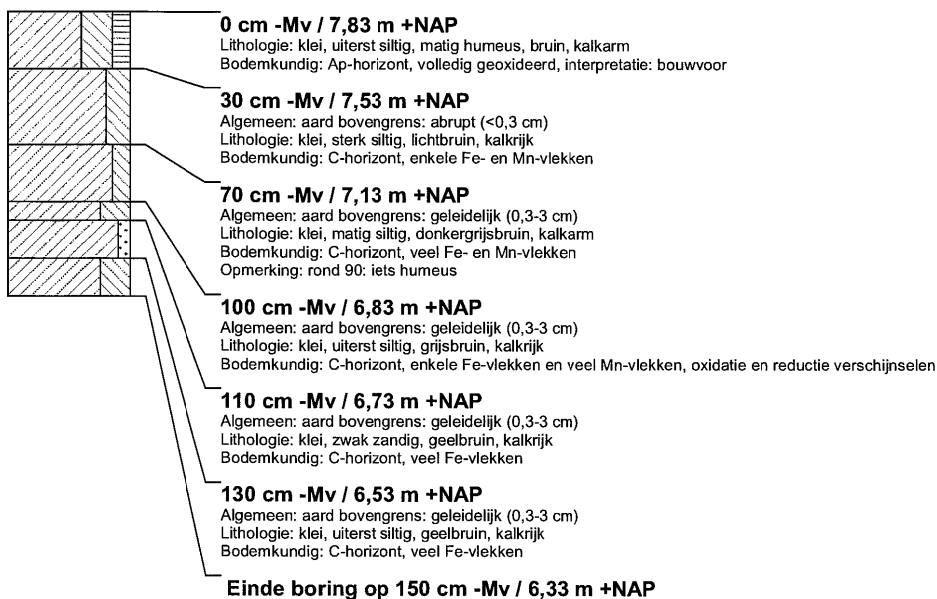 0 cm -Mv / 7,83 m +NAP
Lithologie: klei, uiterst siltig, matig humeus, bruin, kalkarm
Bodemkundig: Ap-horizont, volledig geoxideerd, interpretatie: bouwvoor
30 cm -Mv / 7,53 m +NAP
Algemeen: aard bovengrens: abrupt (<0,3 cm)
Lithologie: klei, sterk siltig, lichtbruin, kalkrijk
Bodemkundig: C-horizont, enkele Fe- en Mn-vlekken
70 cm -Mv / 7,13 m +NAP
Algemeen: aard bovengrens: geleidelijk (0,3-3 cm)
Lithologie: klei, matig siltig, donkergrijsbruin, kalkarm
Bodemkundig: C-horizont, veel Fe- en Mn-vlekken
Opmerking: rond 90: iets humeus
100 cm -Mv / 6,83 m +NAP
Algemeen: aard bovengrens: geleidelijk (0,3-3 cm)
Lithologie: klei, uiterst siltig, grijsbruin, kalkrijk
Bodemkundig: C-horizont, enkele Fe-vlekken en veel Mn-vlekken, oxidatie en reductie verschijnselen
110 cm -Mv / 6,73 m +NAP
Algemeen: aard bovengrens: geleidelijk (0,3-3 cm)
Lithologie: klei, zwak zandig, geelbruin, kalkrijk
Bodemkundig: C-horizont, veel Fe-vlekken
130 cm -Mv / 6,53 m +NAP
Algemeen: aard bovengrens: geleidelijk (0,3-3 cm)
Lithologie: klei, uiterst siltig, geelbruin, kalkrijk
Bodemkundig: C-horizont, veel Fe-vlekken
Einde boring op 150 cm -Mv / 6,33 m +NAP